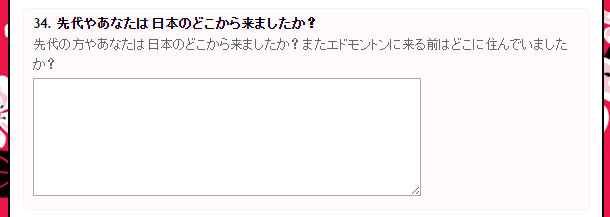 34. 先代やあなたは日本のどこから来ましたか？
先代の方やあなたは日本のどこから来ましたか？またエドモントンに来る前はどこに住んでいました
か？